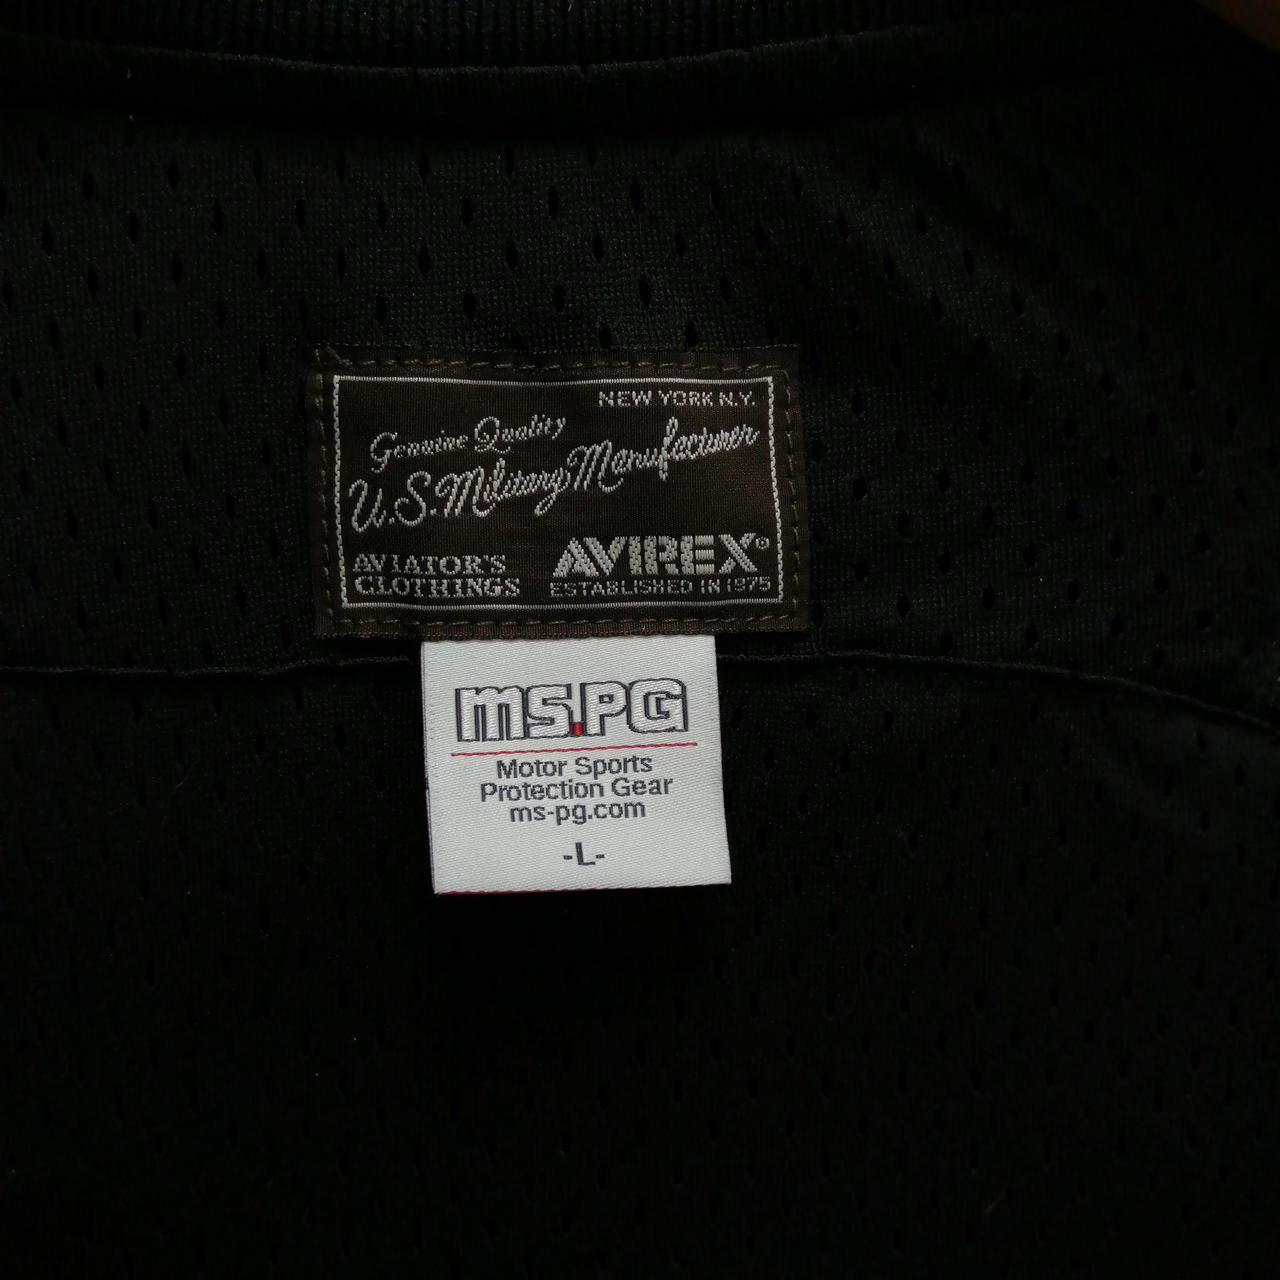 NEW YORK N.Y.
Genuine Quality
U.S. Military Manufacturer
AVIATOR'S
CLOTHINGS
AVIREX®
ESTABLISHED IN 1975
ms.PG
Motor Sports
Protection Gear
ms-pg.com
-L-